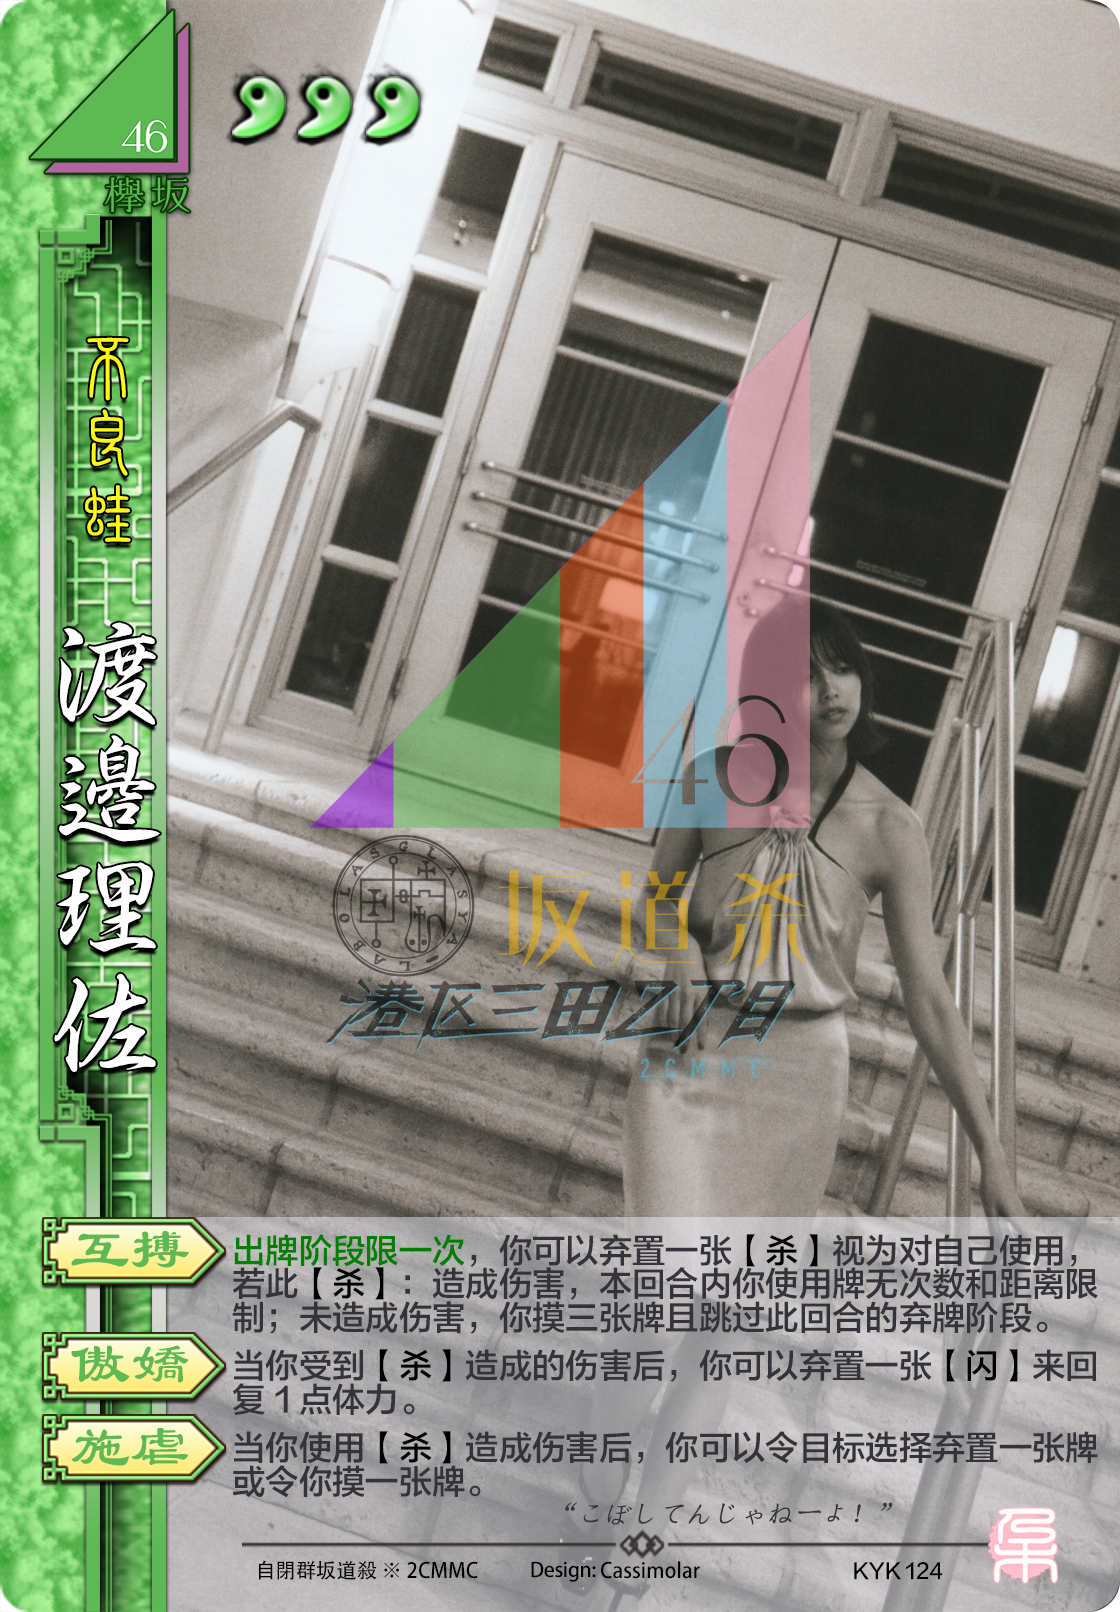 46
欅坂
不良蛙
渡邉理佐
46
GLASYA LABOLAS
坂道杀
港区三田2丁目
2CMMC
互搏
出牌阶段限一次，你可以弃置一张【杀】视为对自己使用，
若此【杀】：造成伤害，本回合内你使用牌无次数和距离限
制；未造成伤害，你摸三张牌且跳过此回合的弃牌阶段。
傲嬌
当你受到【杀】造成的伤害后，你可以弃置一张【闪】来回
复1点体力。
施虐
当你使用【杀】造成伤害后，你可以令目标选择弃置一张牌
或令你摸一张牌。
“こぼしてんじゃねーよ！”
自閉群坂道殺 ※ 2CMMC
Design: Cassimolar
KYK 124